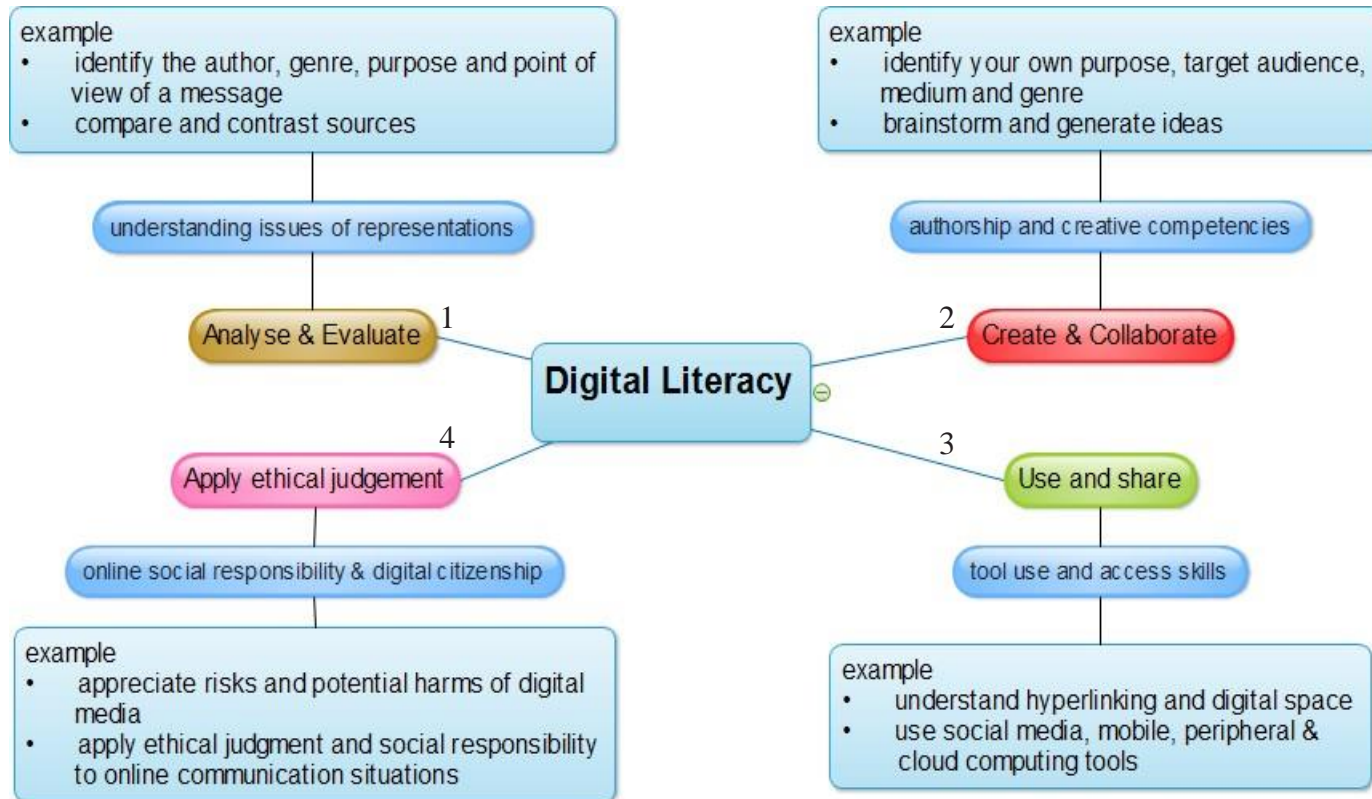 example
• identify the author, genre, purpose and point of
view of a message
• compare and contrast sources
understanding issues of representations
Analyse & Evaluate
1
example
• identify your own purpose, target audience,
medium and genre
• brainstorm and generate ideas
authorship and creative competencies
2
Create & Collaborate
Digital Literacy
4
Apply ethical judgement
online social responsibility & digital citizenship
example
• appreciate risks and potential harms of digital
media
• apply ethical judgment and social responsibility
to online communication situations
3
Use and share
tool use and access skills
example
• understand hyperlinking and digital space
• use social media, mobile, peripheral &
cloud computing tools